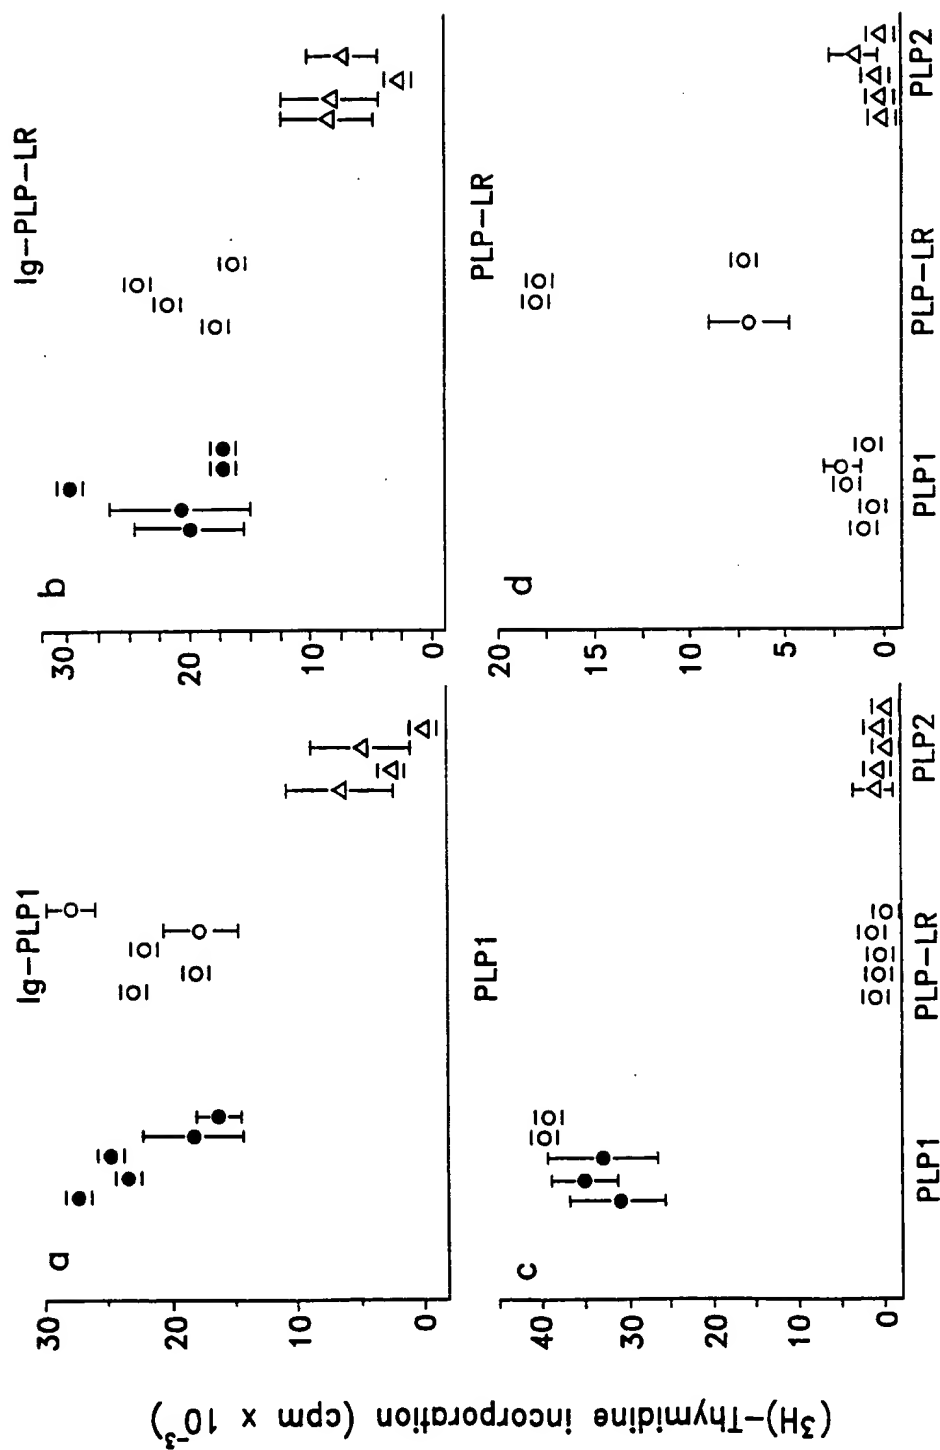 (³H)-Thymidine incorporation (cpm x 10⁻³)
a
Ig-PLP1
30
20
10
0
b
Ig-PLP-LR
30
20
10
0
c
PLP1
40
30
20
10
0
PLP1 PLP-LR PLP2
d
PLP-LR
20
15
10
5
0
PLP1 PLP-LR PLP2